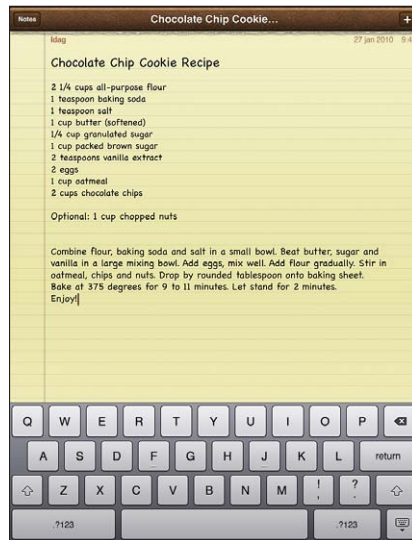 Notes
Chocolate Chip Cookie...
+
Idag
27 jan 2010
Chocolate Chip Cookie Recipe
2 1/4 cups all-purpose flour
1 teaspoon baking soda
1 teaspoon salt
1 cup butter (softened)
1/4 cup granulated sugar
1 cup packed brown sugar
2 teaspoons vanilla extract
2 eggs
1 cup oatmeal
2 cups chocolate chips
Optional: 1 cup chopped nuts
Combine flour, baking soda and salt in a small bowl. Beat butter, sugar and
vanilla in a large mixing bowl. Add eggs, mix well. Add flour gradually. Stir in
oatmeal, chips and nuts. Drop by rounded tablespoon onto baking sheet.
Bake at 375 degrees for 9 to 11 minutes. Let stand for 2 minutes.
Enjoy!
Q W E R T Y U I O P
A S D F G H J K L return
Z X C V B N M ! , ? .
.?123 .?123